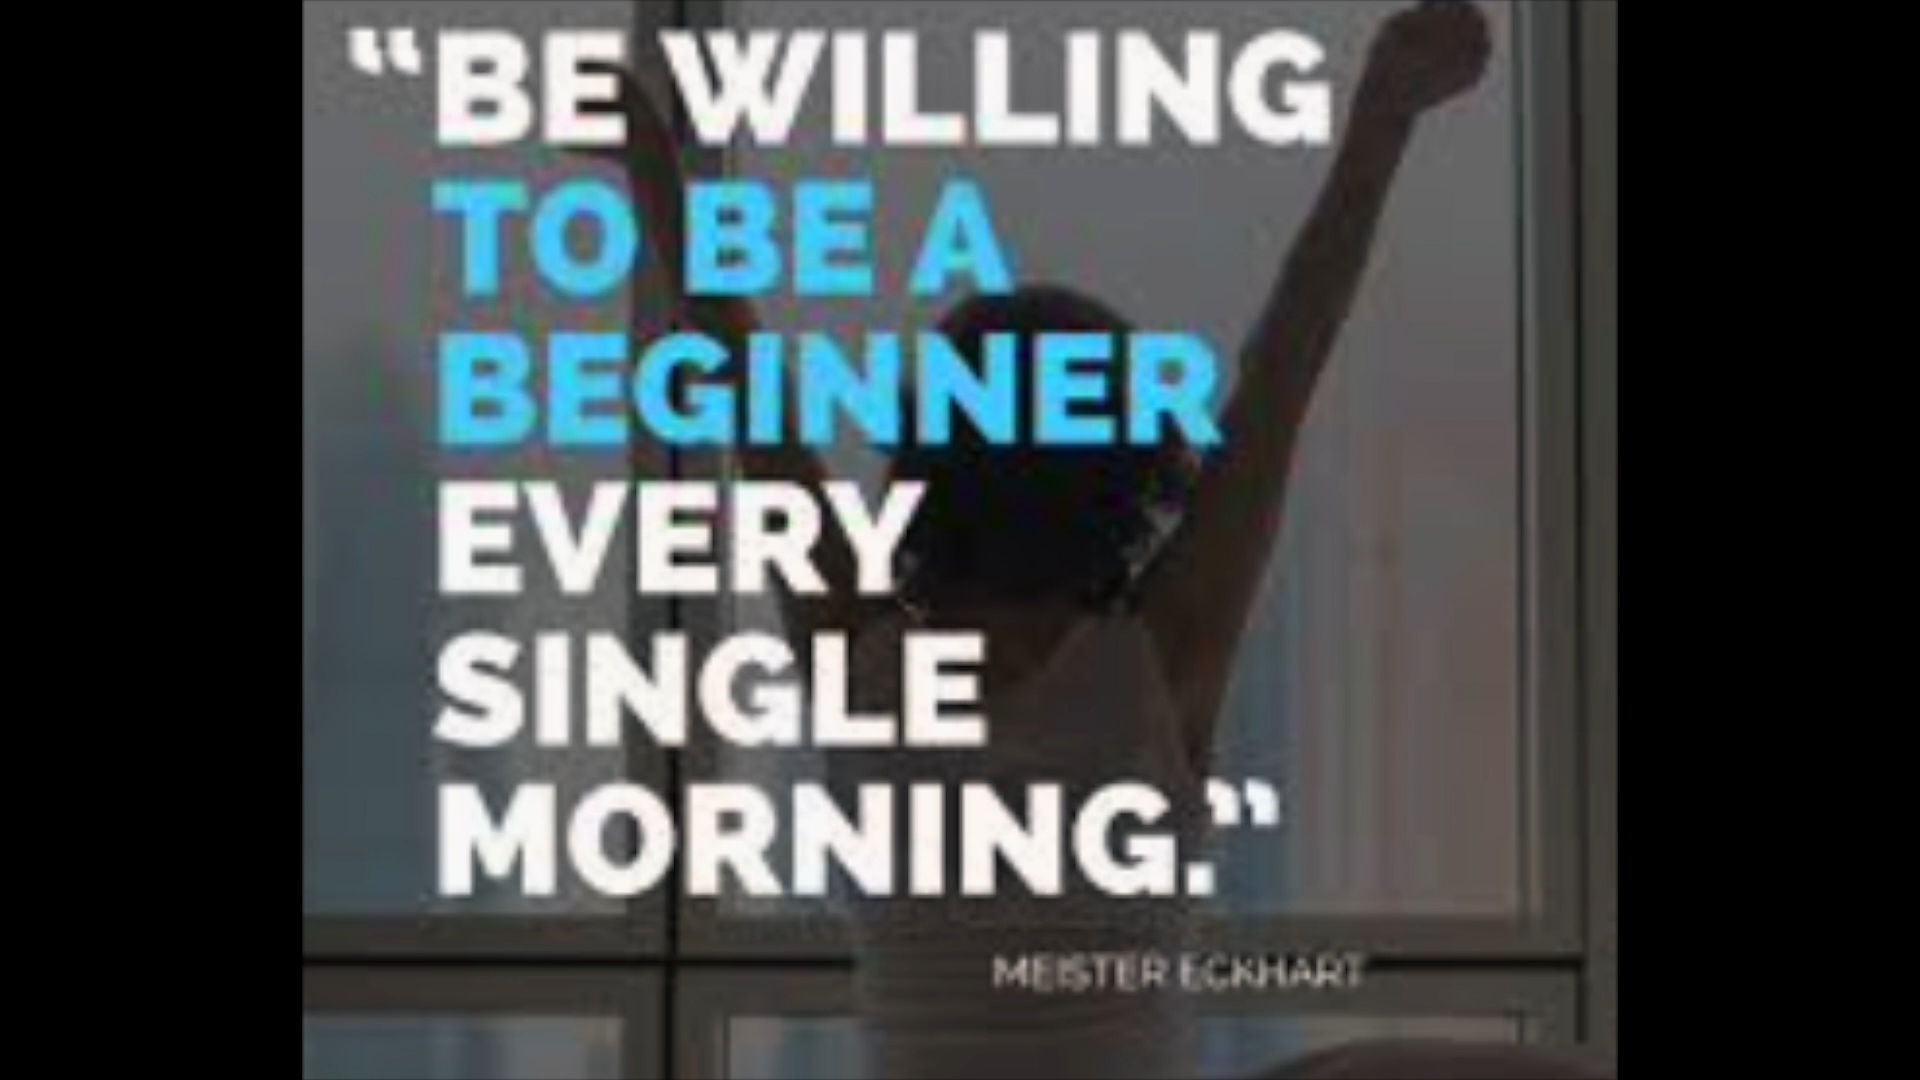 “BE WILLING
TO BE A
BEGINNER
EVERY
SINGLE
MORNING.”
MEISTER ECKHART